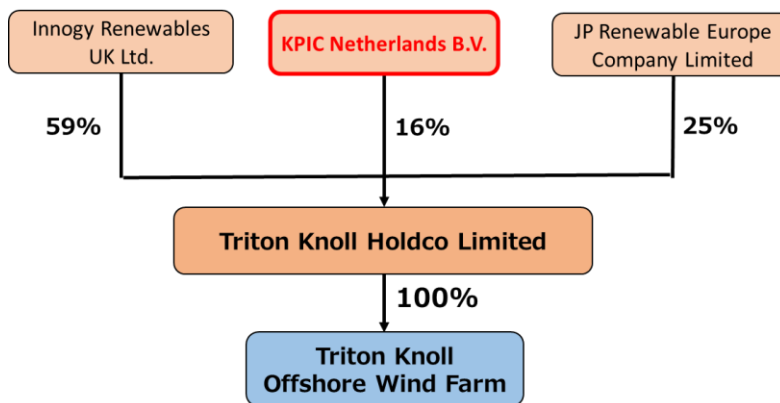 Innogy Renewables
UK Ltd.
KPIC Netherlands B.V.
JP Renewable Europe
Company Limited
59%
16%
25%
Triton Knoll Holdco Limited
100%
Triton Knoll
Offshore Wind Farm